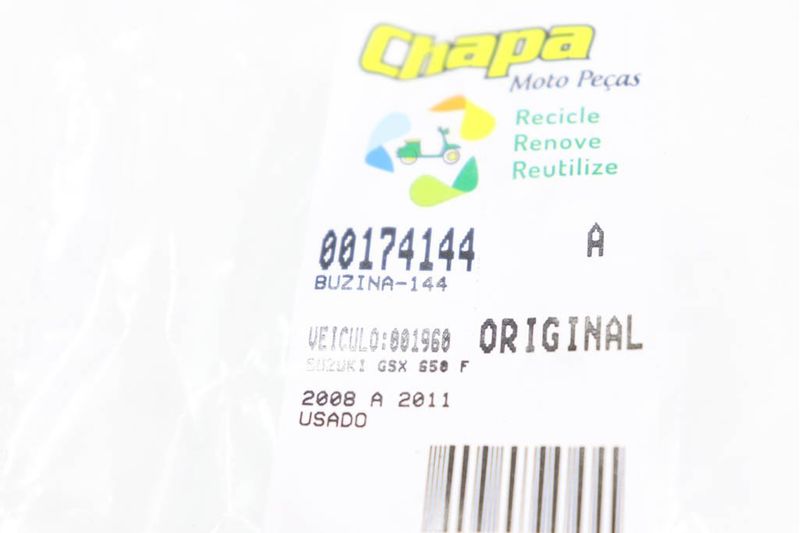 Chapa
Moto Peças
Recicle
Renove
Reutilize
00174144 A
BUZINA-144
VEICULO:001960 ORIGINAL
SUZUKI GSX 650 F
2008 A 2011
USADO